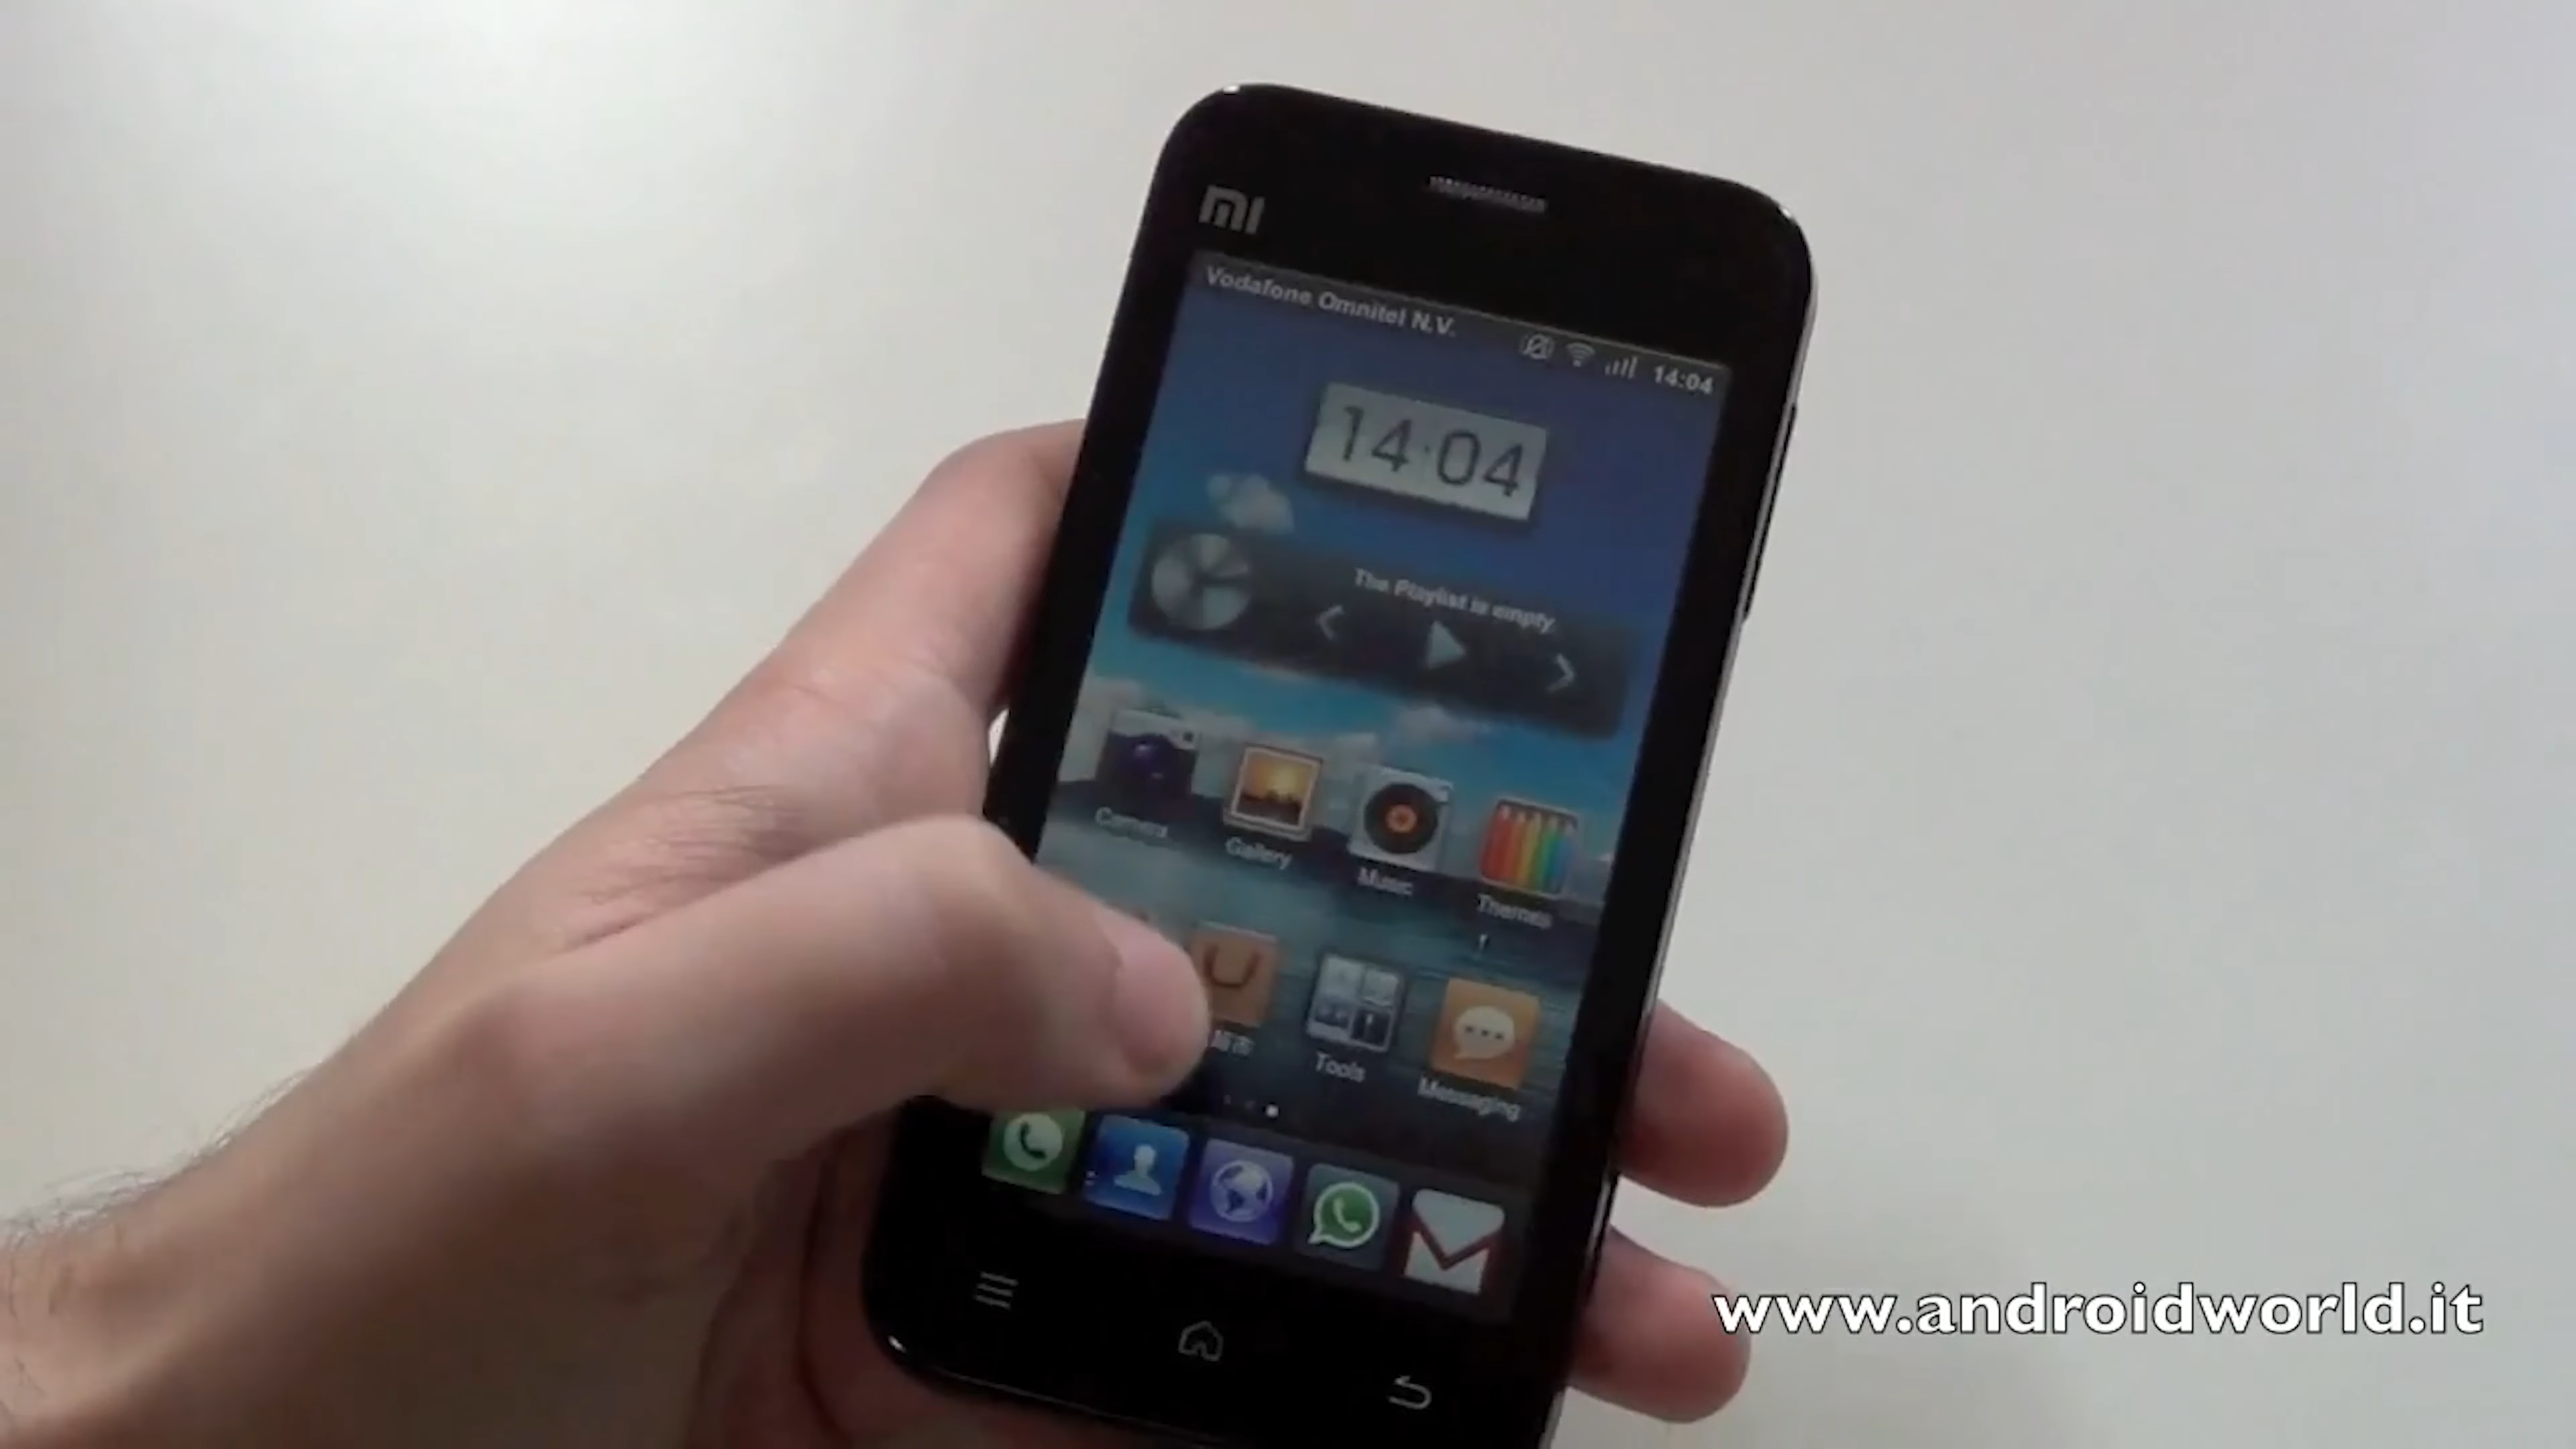 mi
Vodafone Omnitel N.V.
14:04
14:04
The Playlist is empty.
Camera
Gallery
Music
Themes
Tools
Messaging
www.androidworld.it